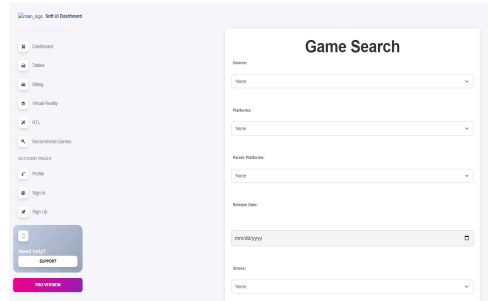 main_logo Soft UI Dashboard
Dashboard
Tables
Billing
Virtual Reality
RTL
Recommended Games
ACCOUNT PAGES
Profile
Sign In
Sign Up
Need help?
SUPPORT
PRO VERSION
Game Search
Genres:
None
Platforms:
None
Parent Platforms:
None
Release Date:
mm/dd/yyyy
Stores:
None